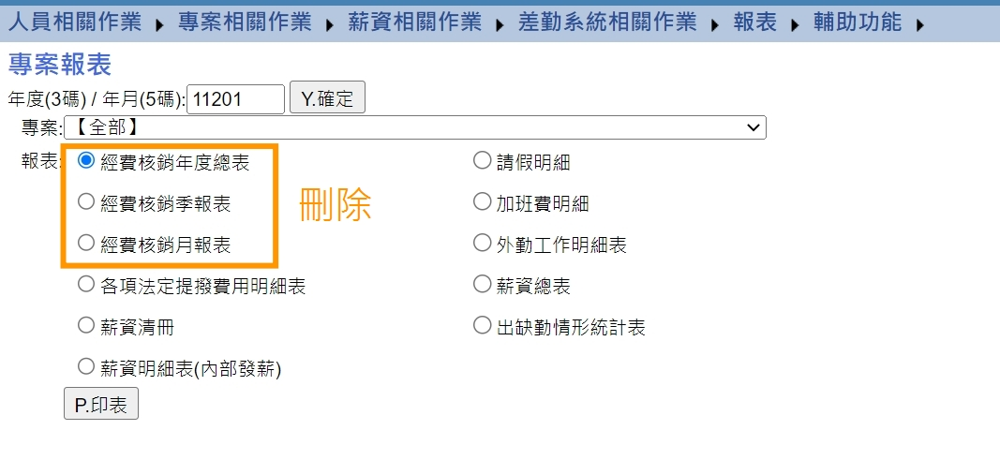 人員相關作業 專案相關作業 薪資相關作業 差勤系統相關作業 報表 輔助功能
專案報表
年度(3碼) / 年月(5碼): 11201 Y.確定
專案: 【全部】
報表: 經費核銷年度總表 請假明細
經費核銷季報表 刪除 加班費明細
經費核銷月報表 外勤工作明細表
各項法定提撥費用明細表 薪資總表
薪資清冊 出缺勤情形統計表
薪資明細表(內部發薪)
P.印表